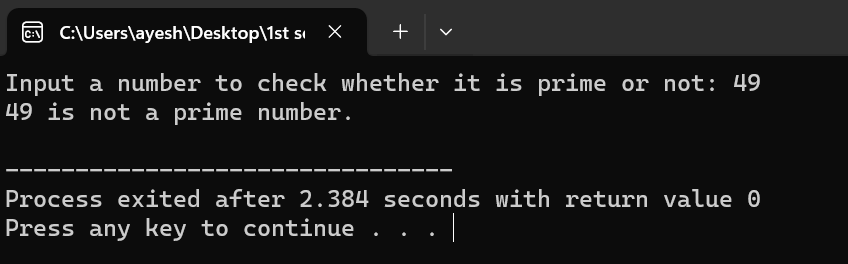 C:\Users\ayesh\Desktop\1st s
Input a number to check whether it is prime or not: 49
49 is not a prime number.
--------------------------------
Process exited after 2.384 seconds with return value 0
Press any key to continue . . .